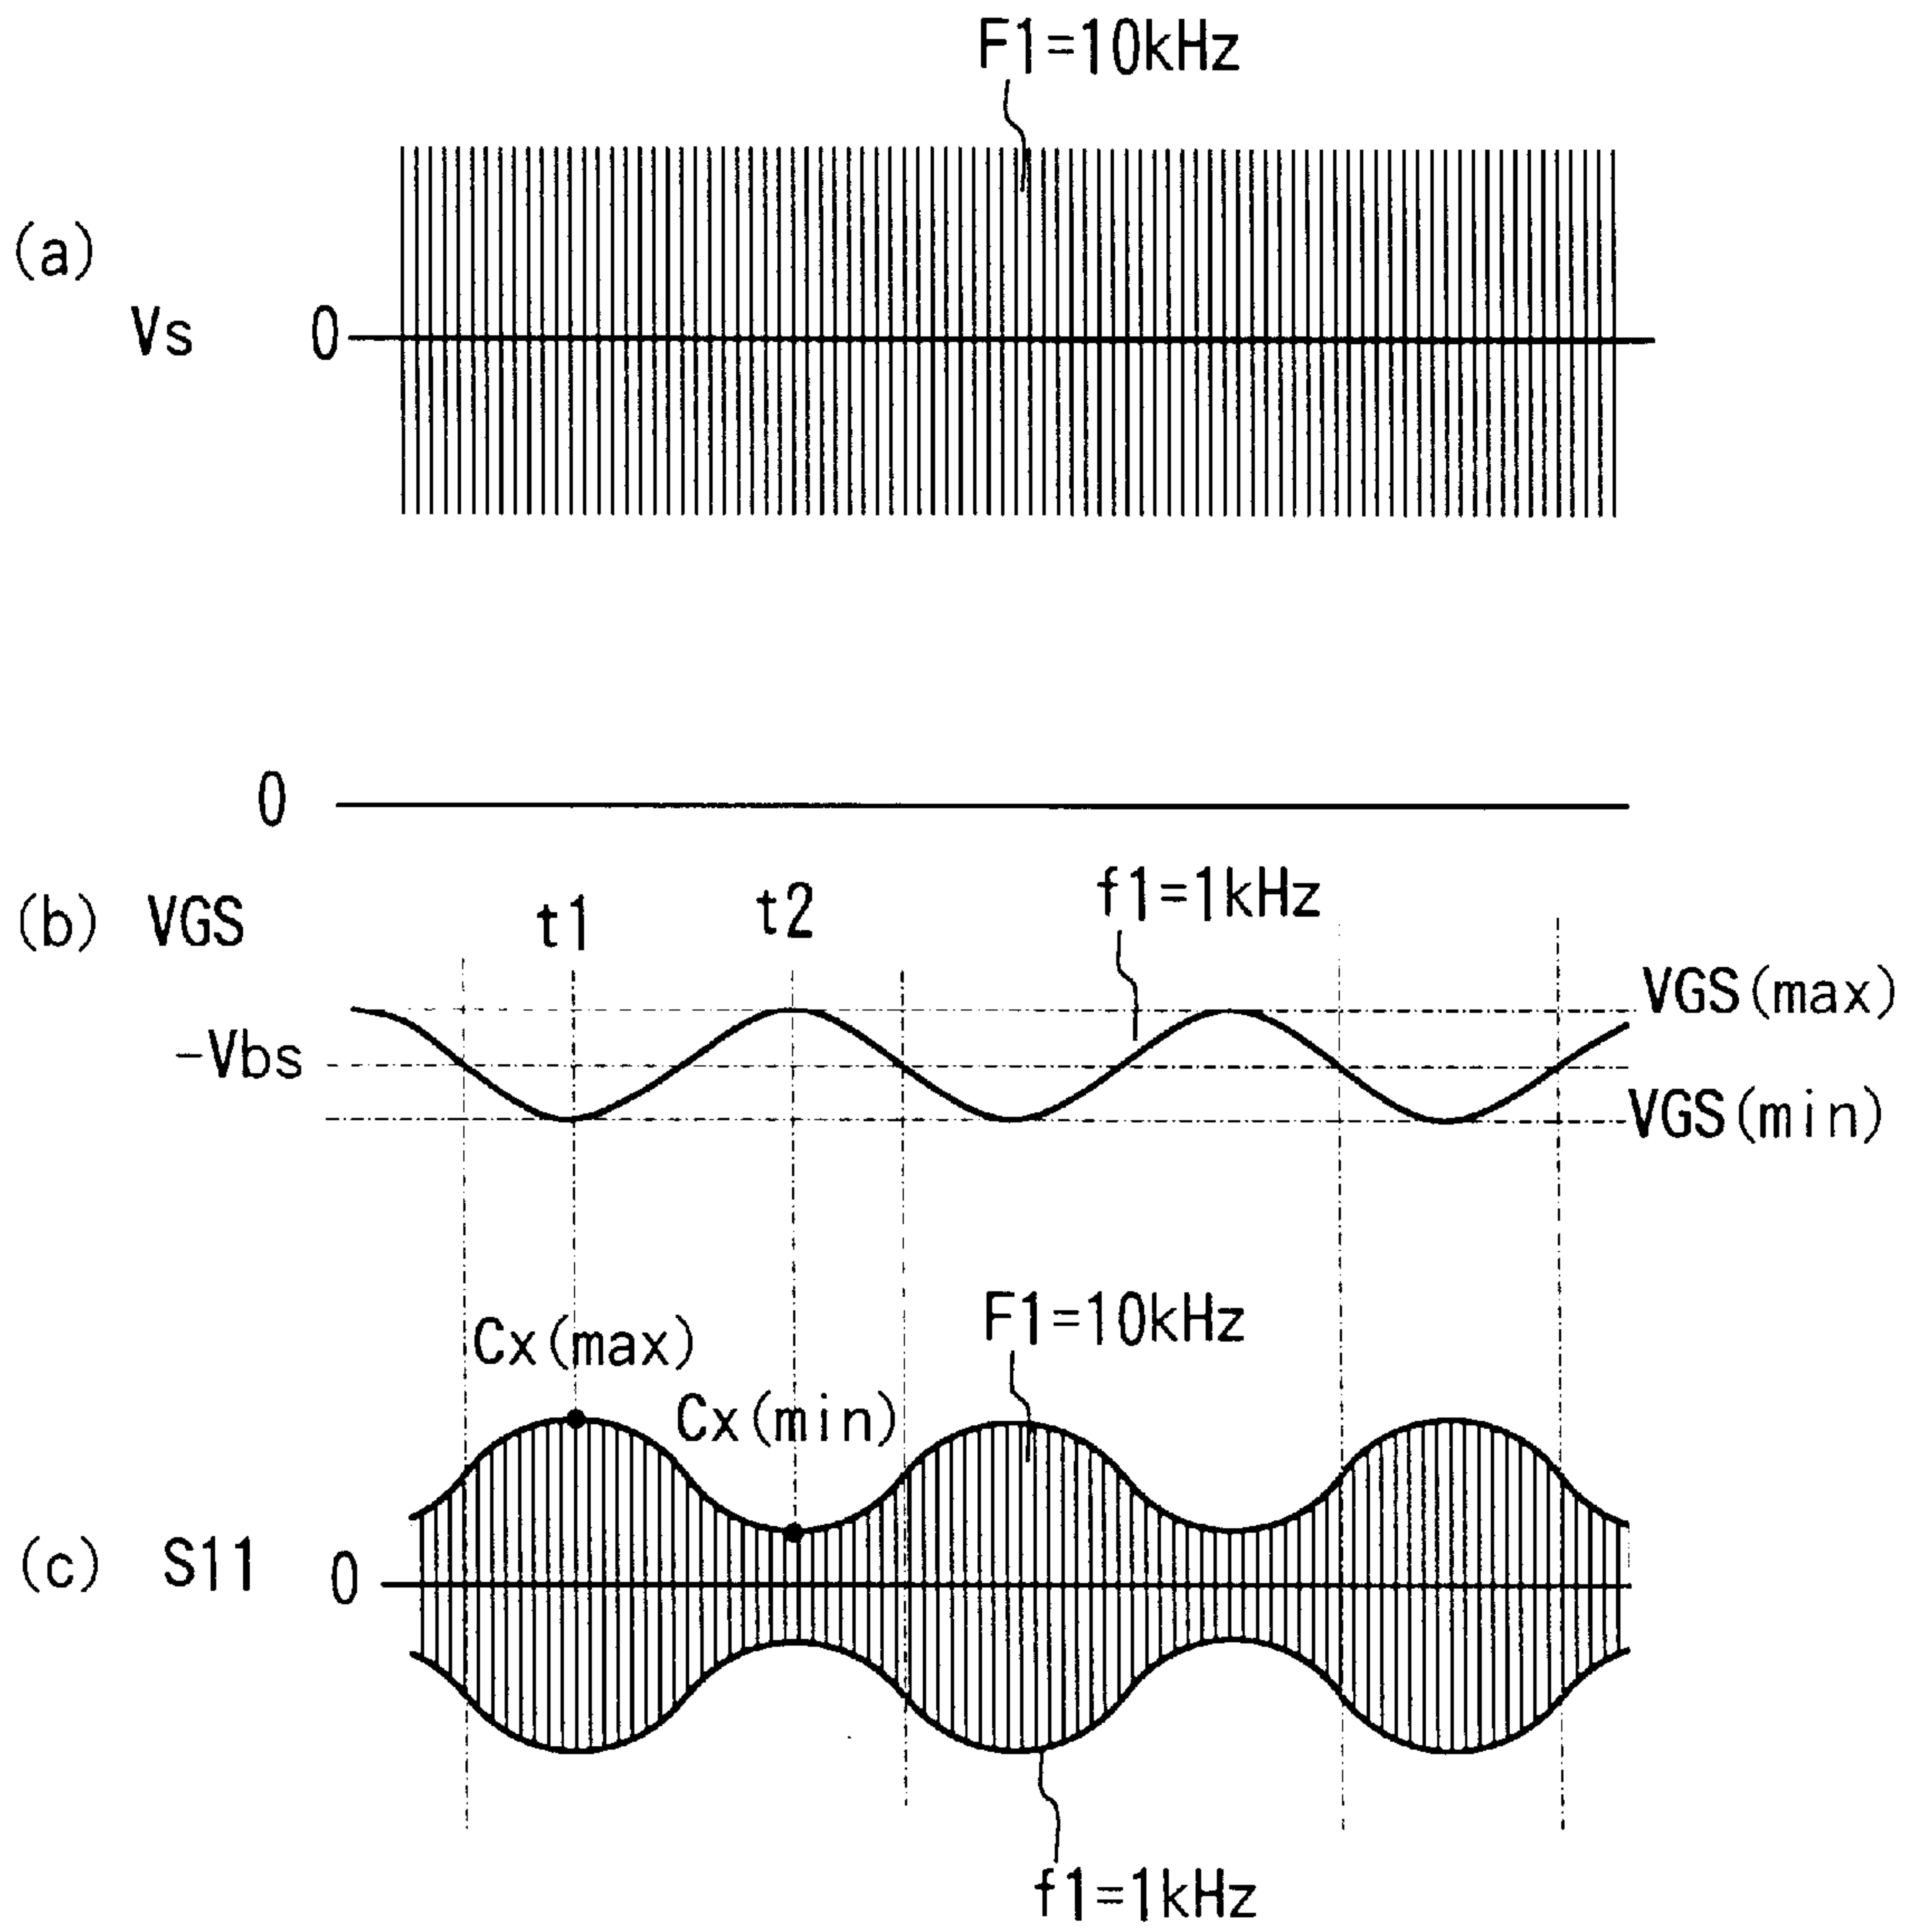 F1=10kHz
(a)
Vs 0
0
(b) VGS t1 t2 f1=1kHz
VGS(max)
-Vbs
VGS(min)
F1=10kHz
Cx(max)
Cx(min)
(c) S11 0
f1=1kHz